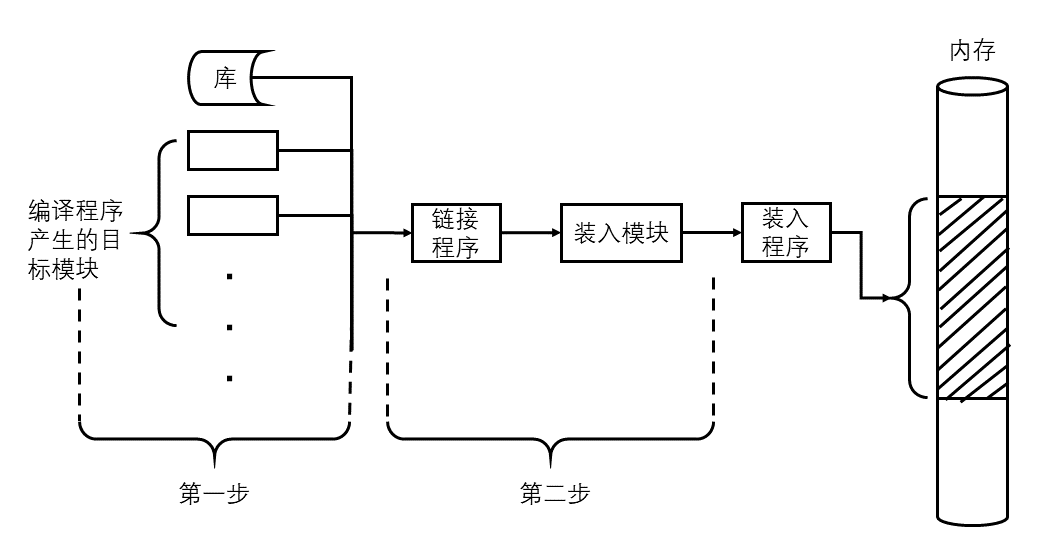 内存
库
编译程序
产生的目
标模块
链接
程序
装入模块
装入
程序
第一步
第二步